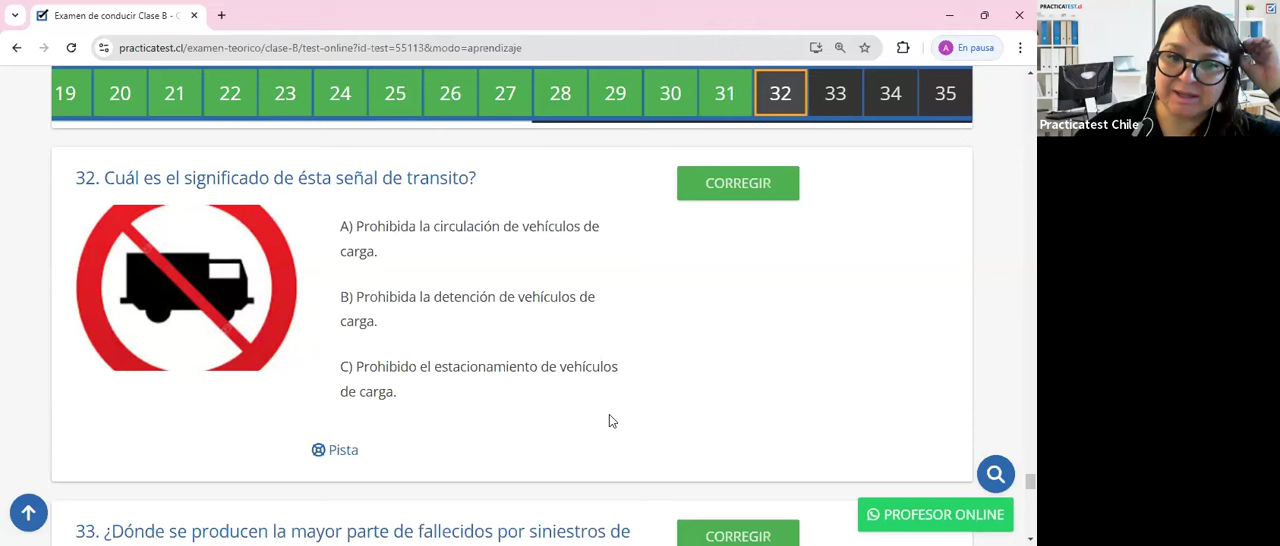 Examen de conducir Clase B - C
practicatest.cl/examen-teorico/clase-B/test-online?id-test=55113&modo=aprendizaje
A En pausa
PRACTICATEST.cl
Practicatest Chile
19 20 21 22 23 24 25 26 27 28 29 30 31 32 33 34 35
32. Cuál es el significado de ésta señal de transito?
CORREGIR
A) Prohibida la circulación de vehículos de
carga.
B) Prohibida la detención de vehículos de
carga.
C) Prohibido el estacionamiento de vehículos
de carga.
Pista
PROFESOR ONLINE
33. ¿Dónde se producen la mayor parte de fallecidos por siniestros de
CORREGIR